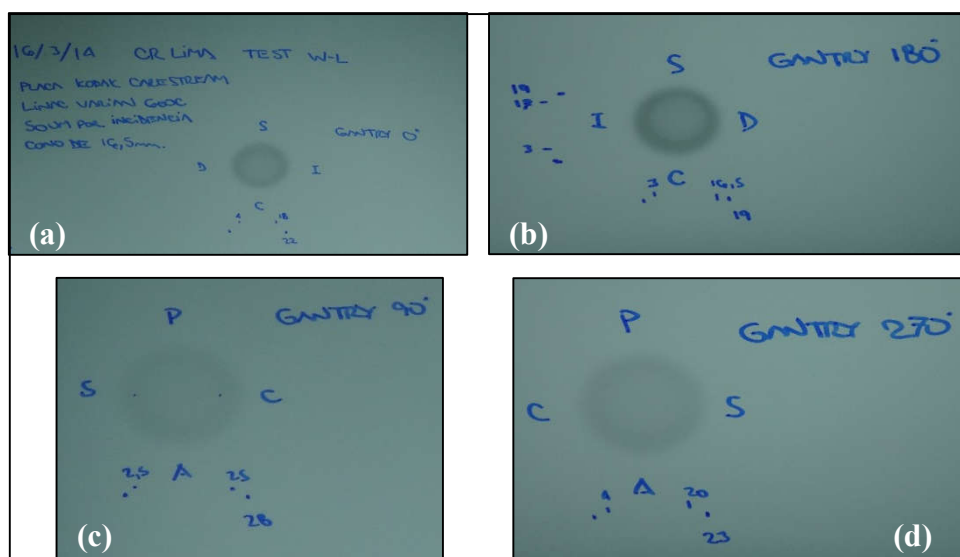 16/3/14 CR LIMA TEST W-L
PLACA KODAK CARESTREAM
LINAC VARIAN 600C
50UM POR INCIDENCIA
CONO DE 16,5mm.
S
GANTRY 0°
D I
C
4 18
22
(a)
S GANTRY 180°
19
I D
3
C
3 16,5
19
(b)
P GANTRY 90°
S C
A
2,5 25
28
(c)
P GANTRY 270°
C S
A
4 20
23
(d)